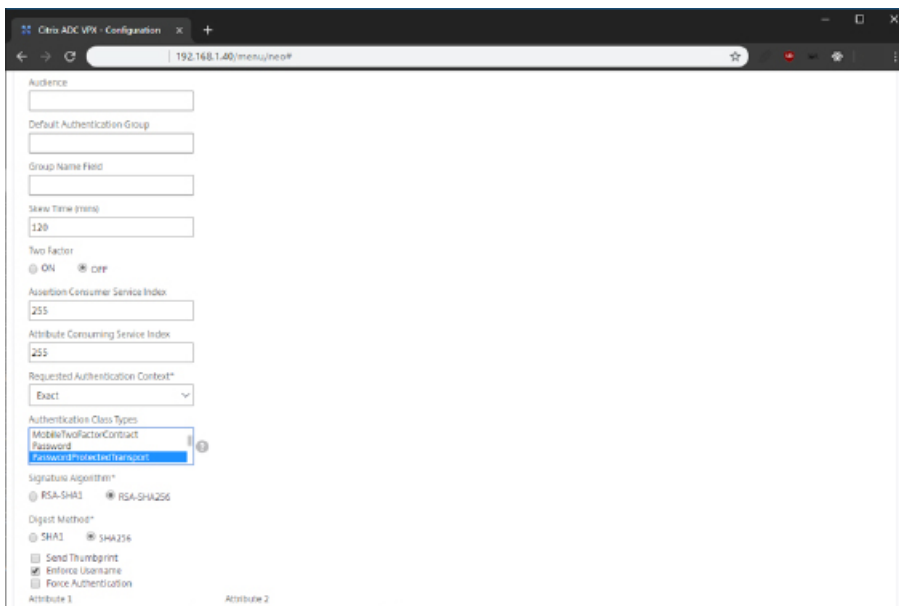 Citrix ADC VPX - Configuration
192.168.1.40/menu/neo#
Audience
Default Authentication Group
Group Name Field
Skew Time (mins)
120
Two Factor
ON OFF
Assertion Consumer Service Index
255
Attribute Consuming Service Index
255
Requested Authentication Context*
Exact
Authentication Class Types
MobileTwoFactorContract
Password
PasswordProtectedTransport
Signature Algorithm*
RSA-SHA1 RSA-SHA256
Digest Method*
SHA1 SHA256
Send Thumbprint
Enforce Username
Force Authentication
Attribute 1 Attribute 2